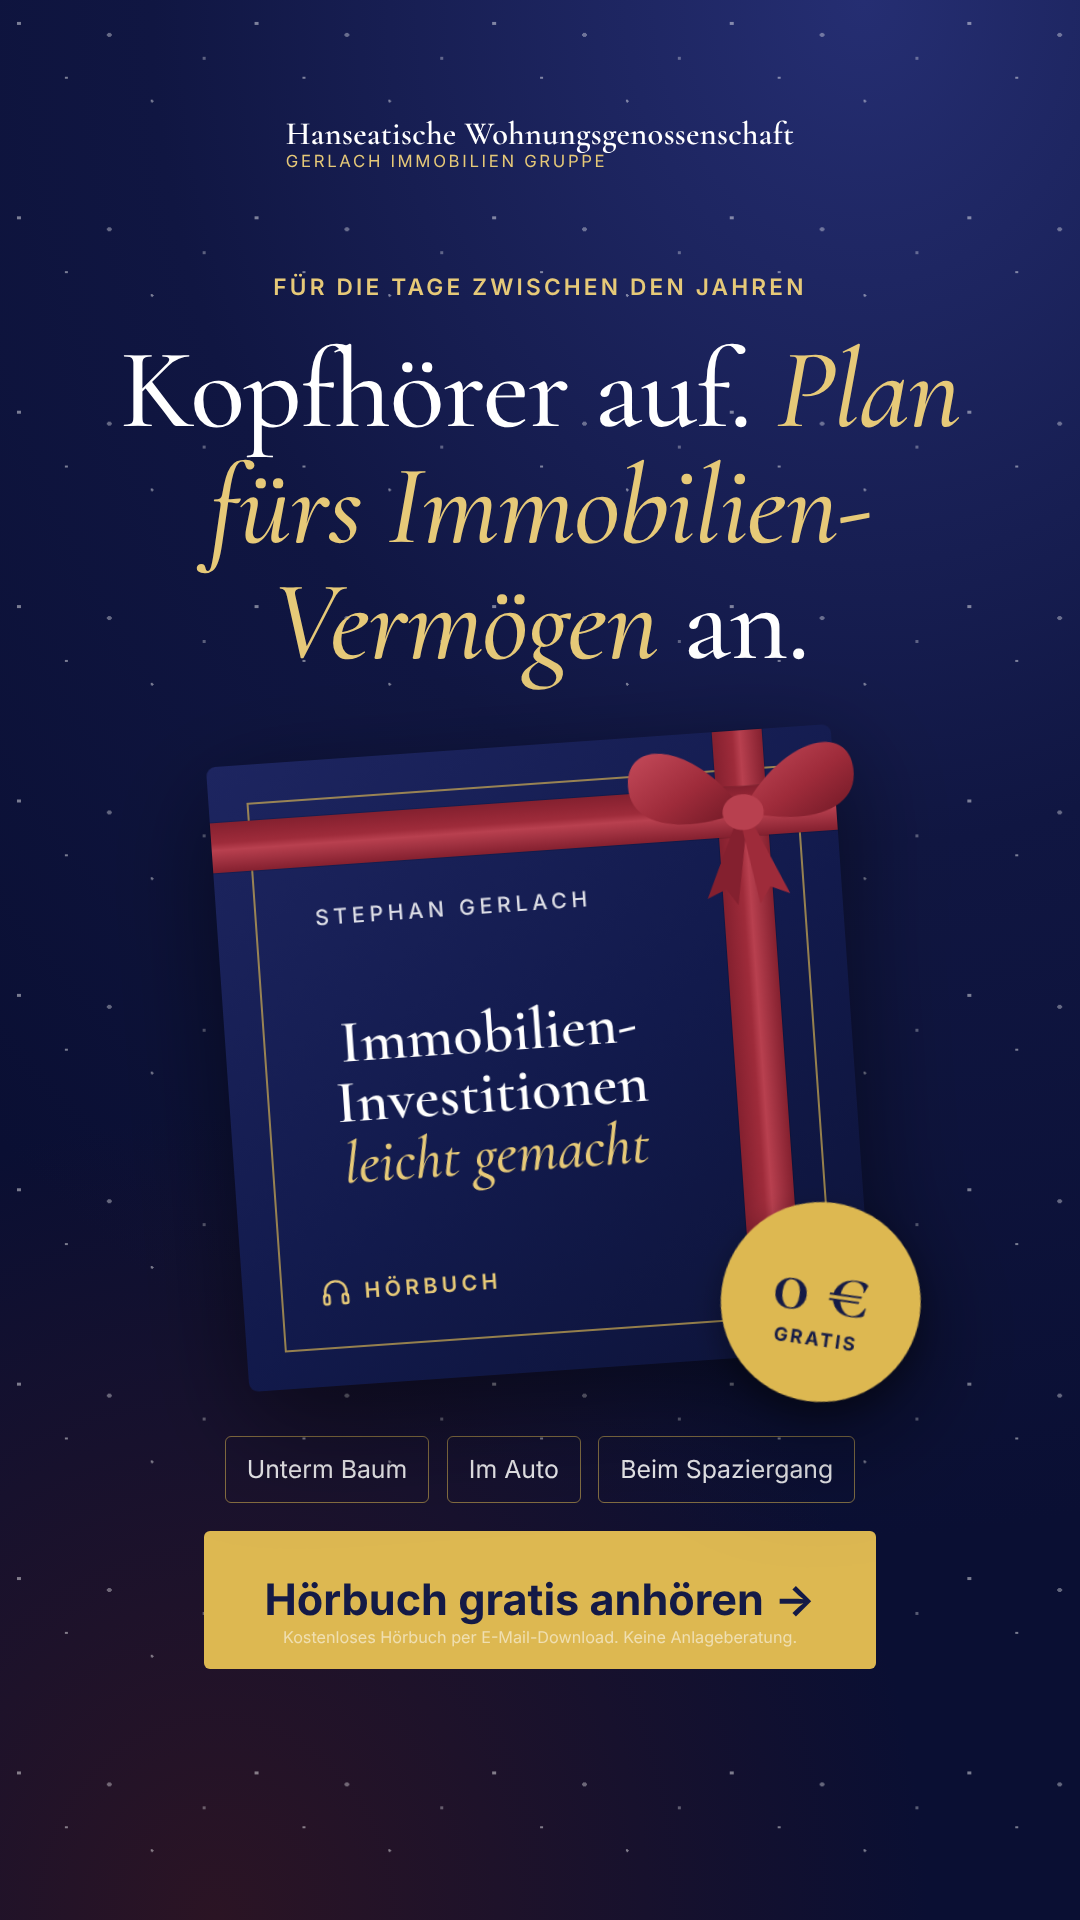 Hanseatische Wohnungsgenossenschaft
GERLACH IMMOBILIEN GRUPPE
FÜR DIE TAGE ZWISCHEN DEN JAHREN
Kopfhörer auf. Plan
fürs Immobilien-
Vermögen an.
STEPHAN GERLACH
Immobilien-
Investitionen
leicht gemacht
HÖRBUCH
0 €
GRATIS
Unterm Baum
Im Auto
Beim Spaziergang
Hörbuch gratis anhören →
Kostenloses Hörbuch per E-Mail-Download. Keine Anlageberatung.